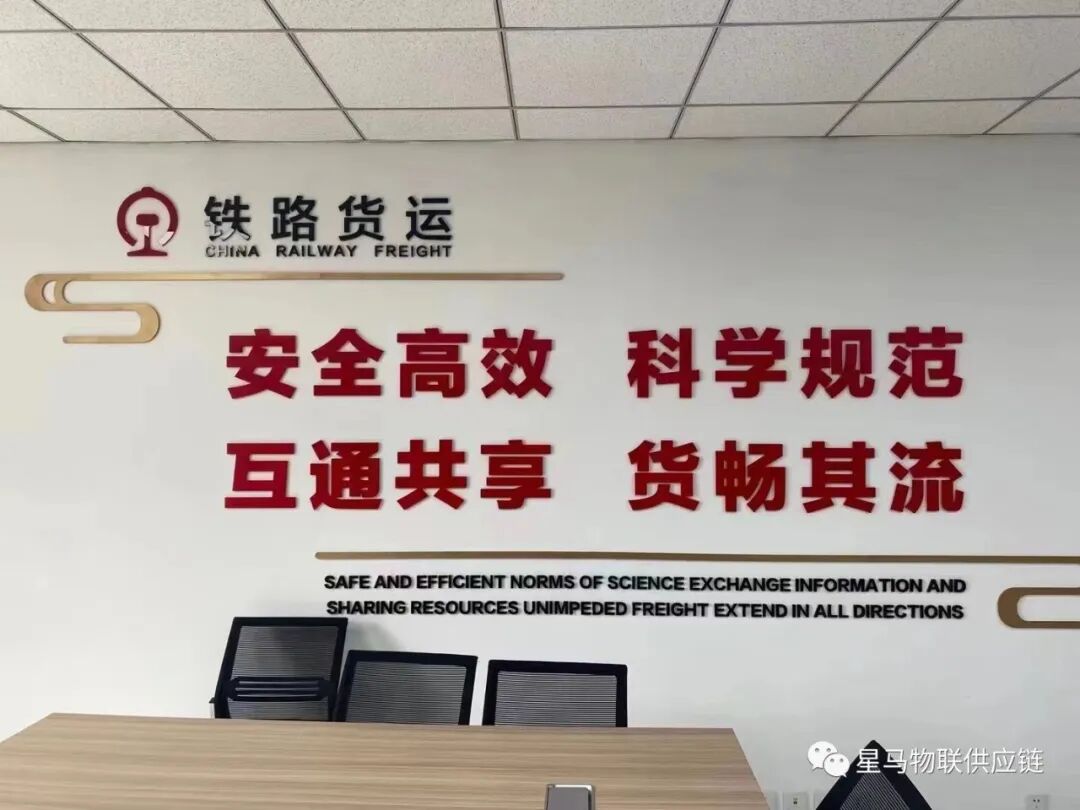 铁路货运
CHINA RAILWAY FREIGHT
安全高效 科学规范
互通共享 货畅其流
SAFE AND EFFICIENT NORMS OF SCIENCE EXCHANGE INFORMATION AND
SHARING RESOURCES UNIMPEDED FREIGHT EXTEND IN ALL DIRECTIONS
星马物联供应链